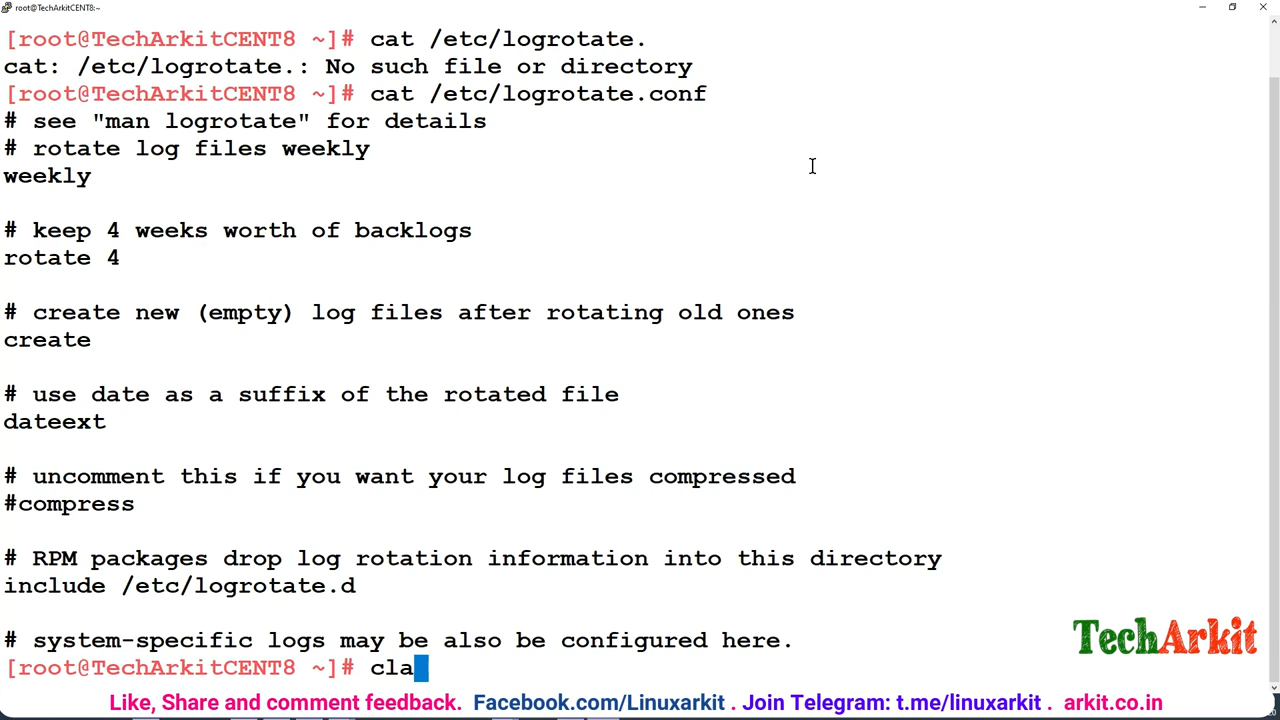 root@TechArkitCENT8:~
[root@TechArkitCENT8 ~]# cat /etc/logrotate.
cat: /etc/logrotate.: No such file or directory
[root@TechArkitCENT8 ~]# cat /etc/logrotate.conf
# see "man logrotate" for details
# rotate log files weekly
weekly
# keep 4 weeks worth of backlogs
rotate 4
# create new (empty) log files after rotating old ones
create
# use date as a suffix of the rotated file
dateext
# uncomment this if you want your log files compressed
#compress
# RPM packages drop log rotation information into this directory
include /etc/logrotate.d
# system-specific logs may be also be configured here.
[root@TechArkitCENT8 ~]# cla
TechArkit
Like, Share and comment feedback. Facebook.com/Linuxarkit . Join Telegram: t.me/linuxarkit . arkit.co.in